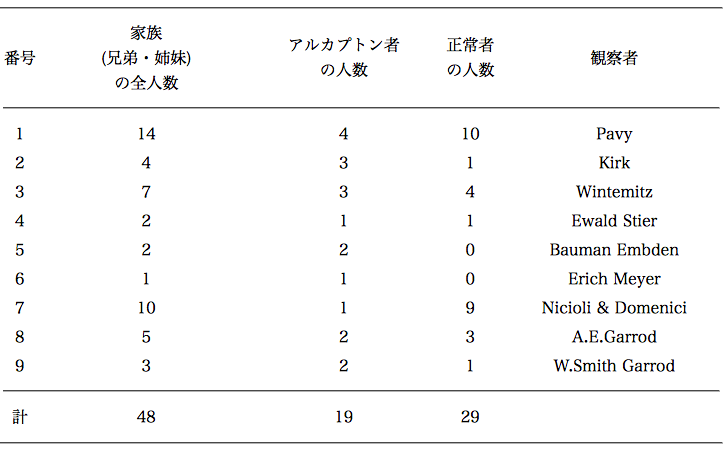 番号 家族 (兄弟・姉妹) の全人数 アルカプトン者 の人数 正常者 の人数 観察者
1 14 4 10 Pavy
2 4 3 1 Kirk
3 7 3 4 Wintemitz
4 2 1 1 Ewald Stier
5 2 2 0 Bauman Embden
6 1 1 0 Erich Meyer
7 10 1 9 Nicioli & Domenici
8 5 2 3 A.E.Garrod
9 3 2 1 W.Smith Garrod
計 48 19 29